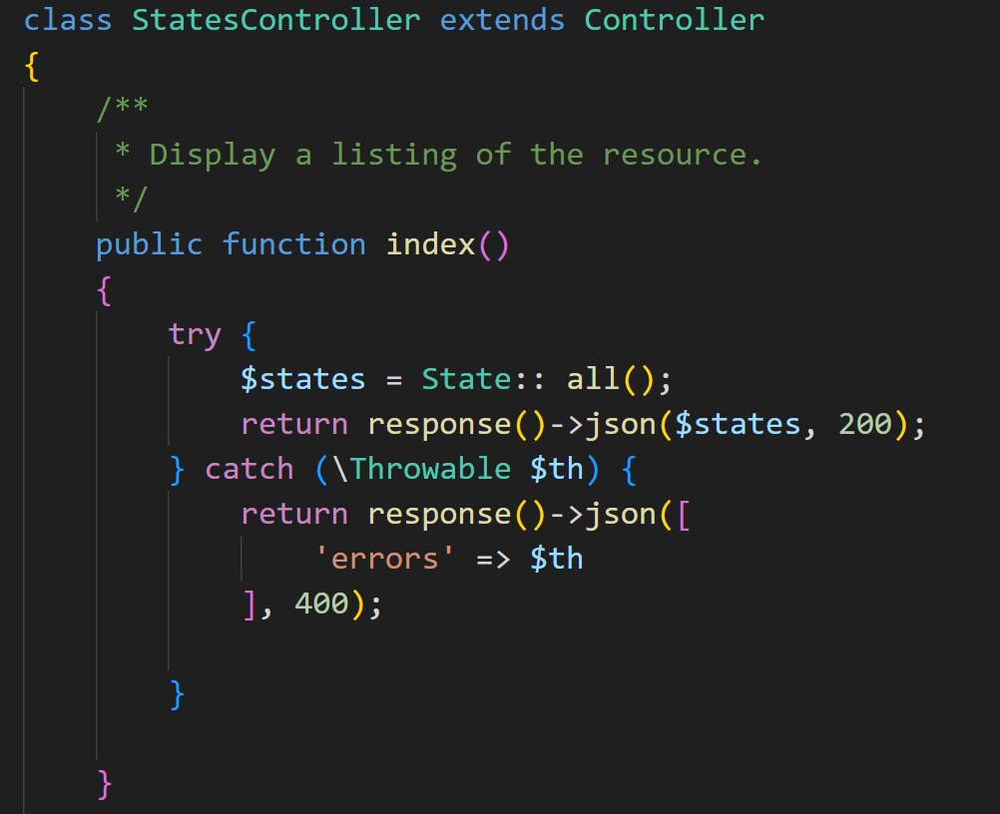 class StatesController extends Controller
{
    /**
     * Display a listing of the resource.
     */
    public function index()
    {
        try {
            $states = State:: all();
            return response()->json($states, 200);
        } catch (\Throwable $th) {
            return response()->json([
                'errors' => $th
            ], 400);
        }
    }